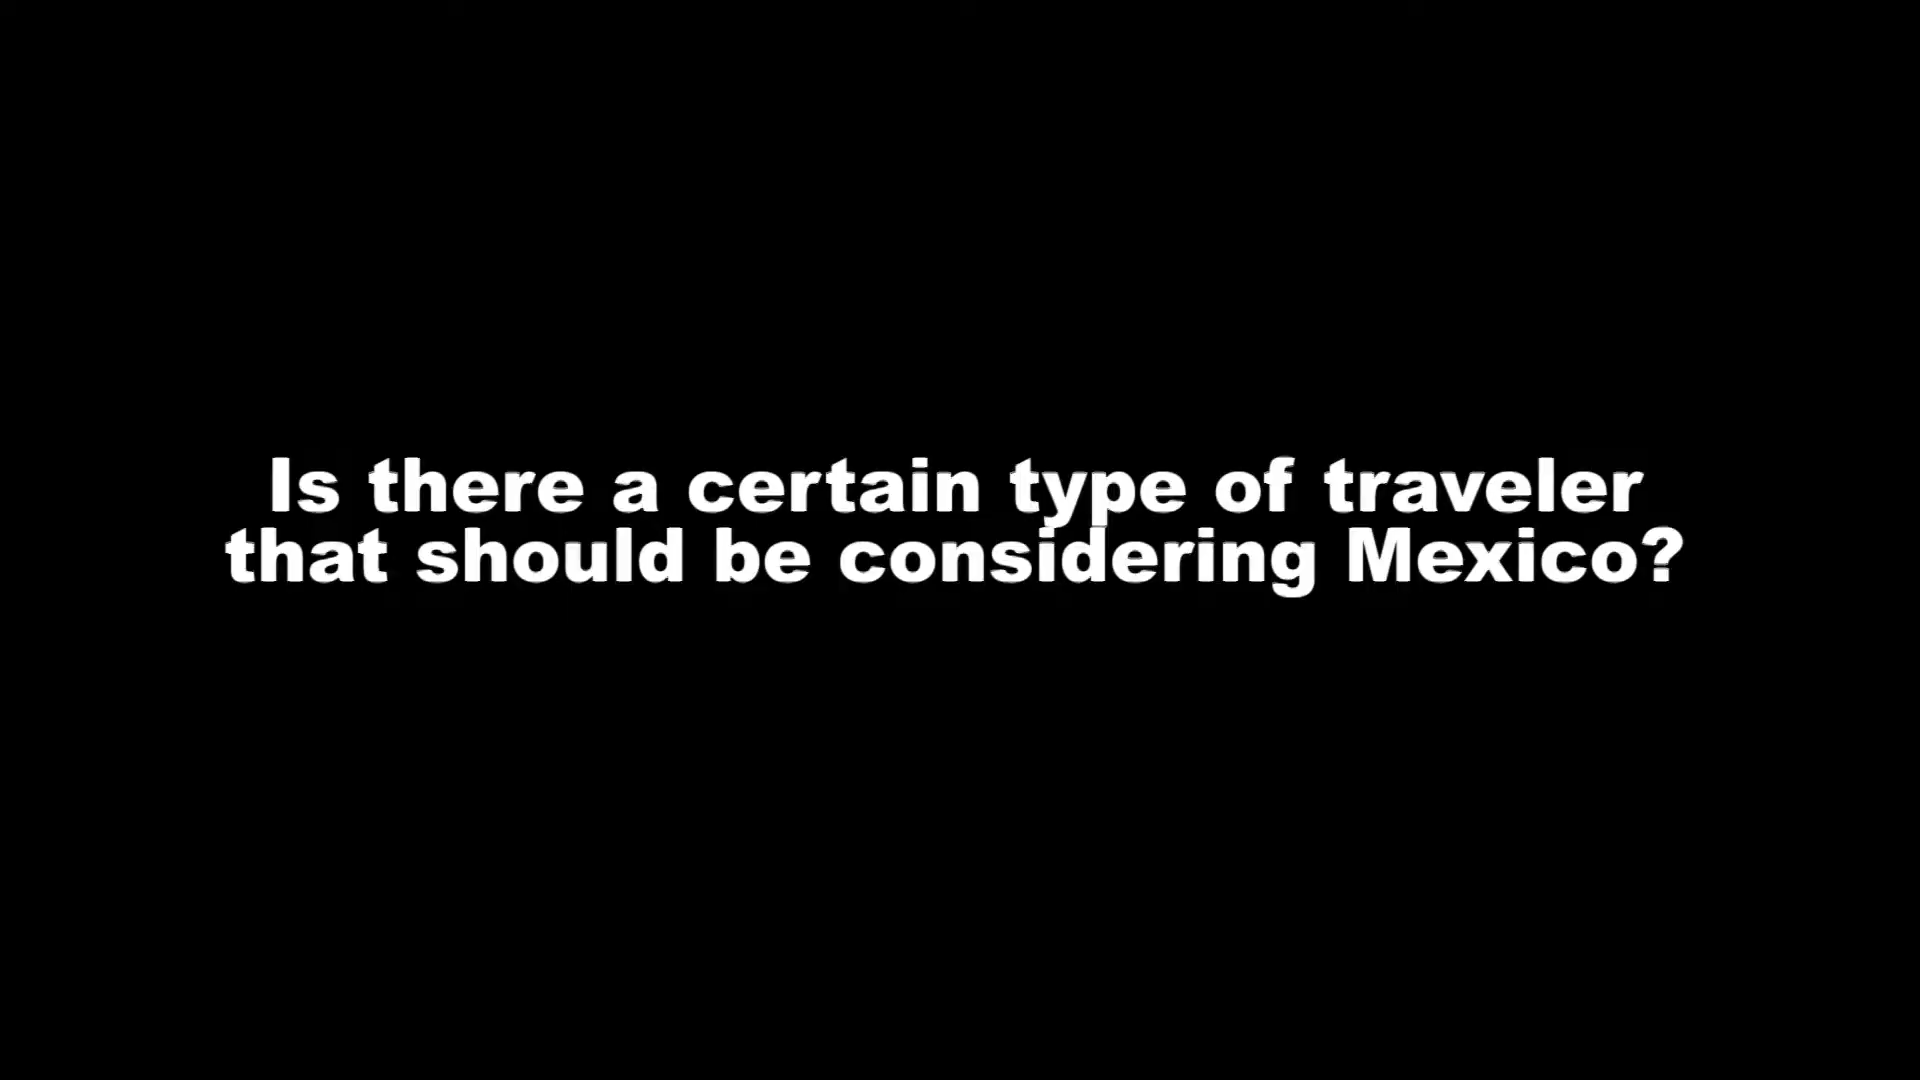 Is there a certain type of traveler
that should be considering Mexico?